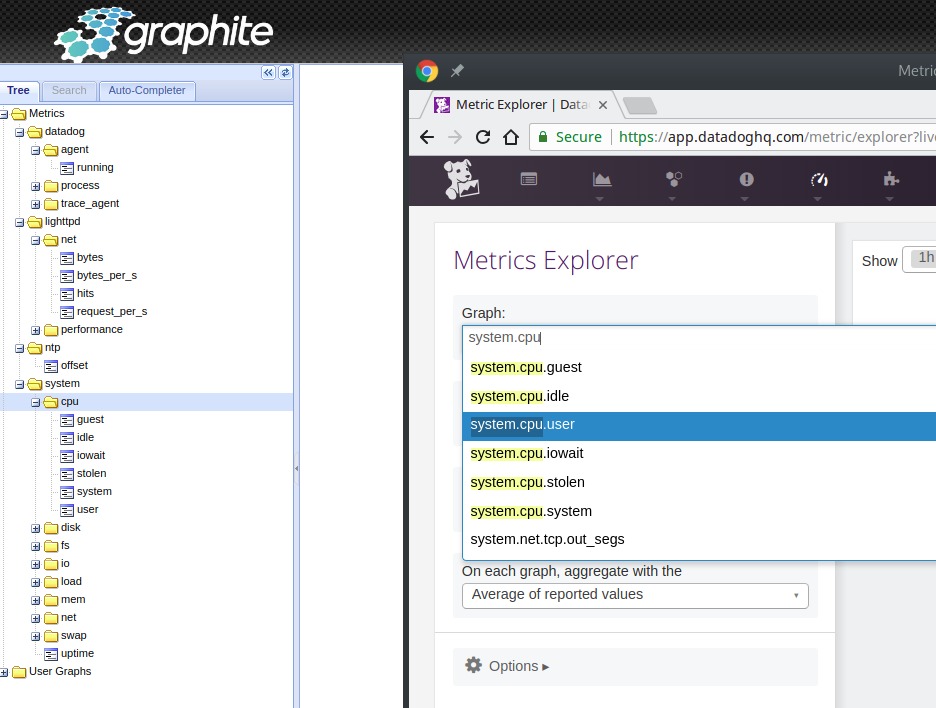 graphite
Tree
Search
Auto-Completer
Metrics
datadog
agent
running
process
trace_agent
lighttpd
net
bytes
bytes_per_s
hits
request_per_s
performance
ntp
offset
system
cpu
guest
idle
iowait
stolen
system
user
disk
fs
io
load
mem
net
swap
uptime
User Graphs
Metric
Metric Explorer | Data
Secure
https://app.datadoghq.com/metric/explorer?live
Metrics Explorer
Show 1h
Graph:
system.cpu
system.cpu.guest
system.cpu.idle
system.cpu.user
system.cpu.iowait
system.cpu.stolen
system.cpu.system
system.net.tcp.out_segs
On each graph, aggregate with the
Average of reported values
Options ▸